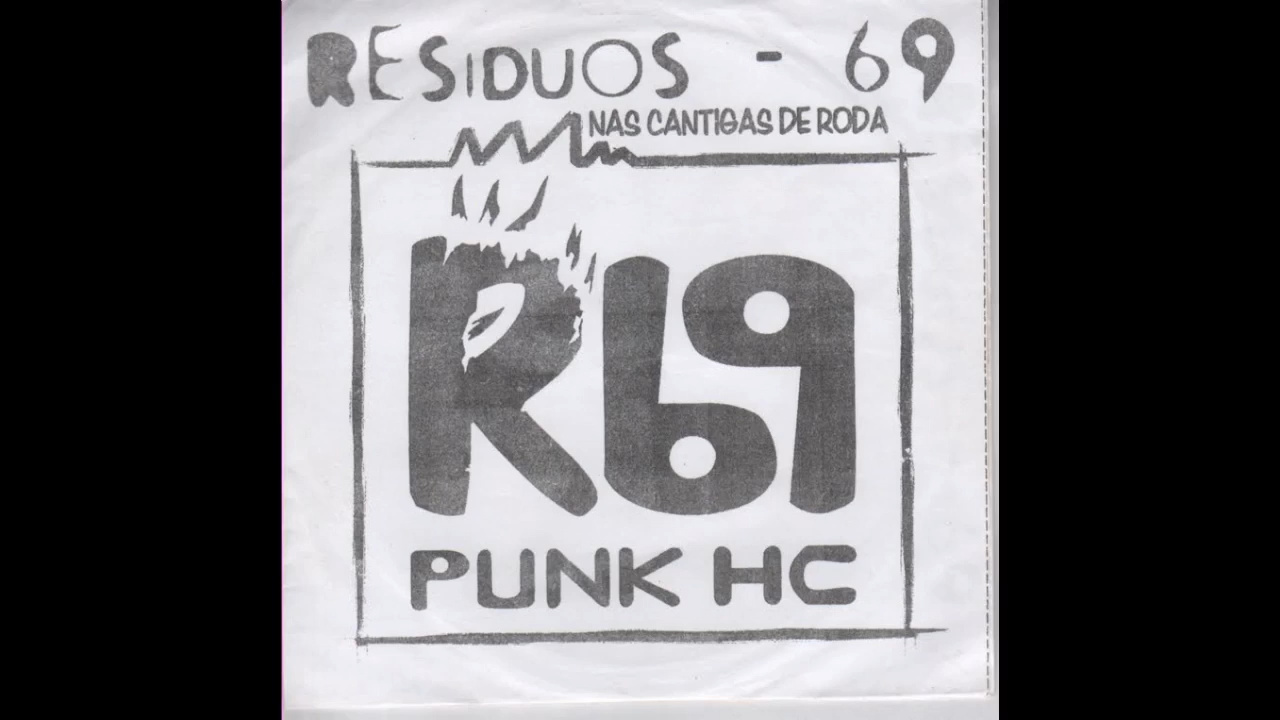 RESiDUOS - 69
NAS CANTIGAS DE RODA
R69
PUNK HC